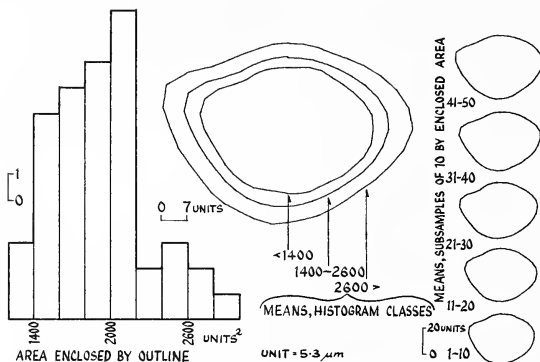 1
0
1400
2000
2600
UNITS²
AREA ENCLOSED BY OUTLINE
0 7 UNITS
<1400
1400-2600
2600 >
MEANS, HISTOGRAM CLASSES
UNIT = 5·3 µm
MEANS, SUBSAMPLES OF 10 BY ENCLOSED AREA
41-50
31-40
21-30
11-20
20 UNITS
0 1-10